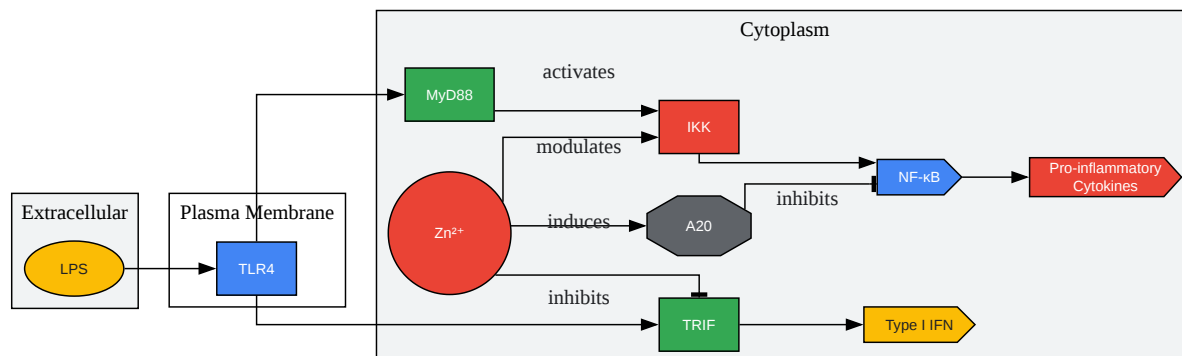 Cytoplasm
activates
MyD88
IKK
modulates
NF-κB
Pro-inflammatory
Cytokines
inhibits
Extracellular
Plasma Membrane
Zn²⁺
induces
A20
LPS
TLR4
inhibits
TRIF
Type I IFN